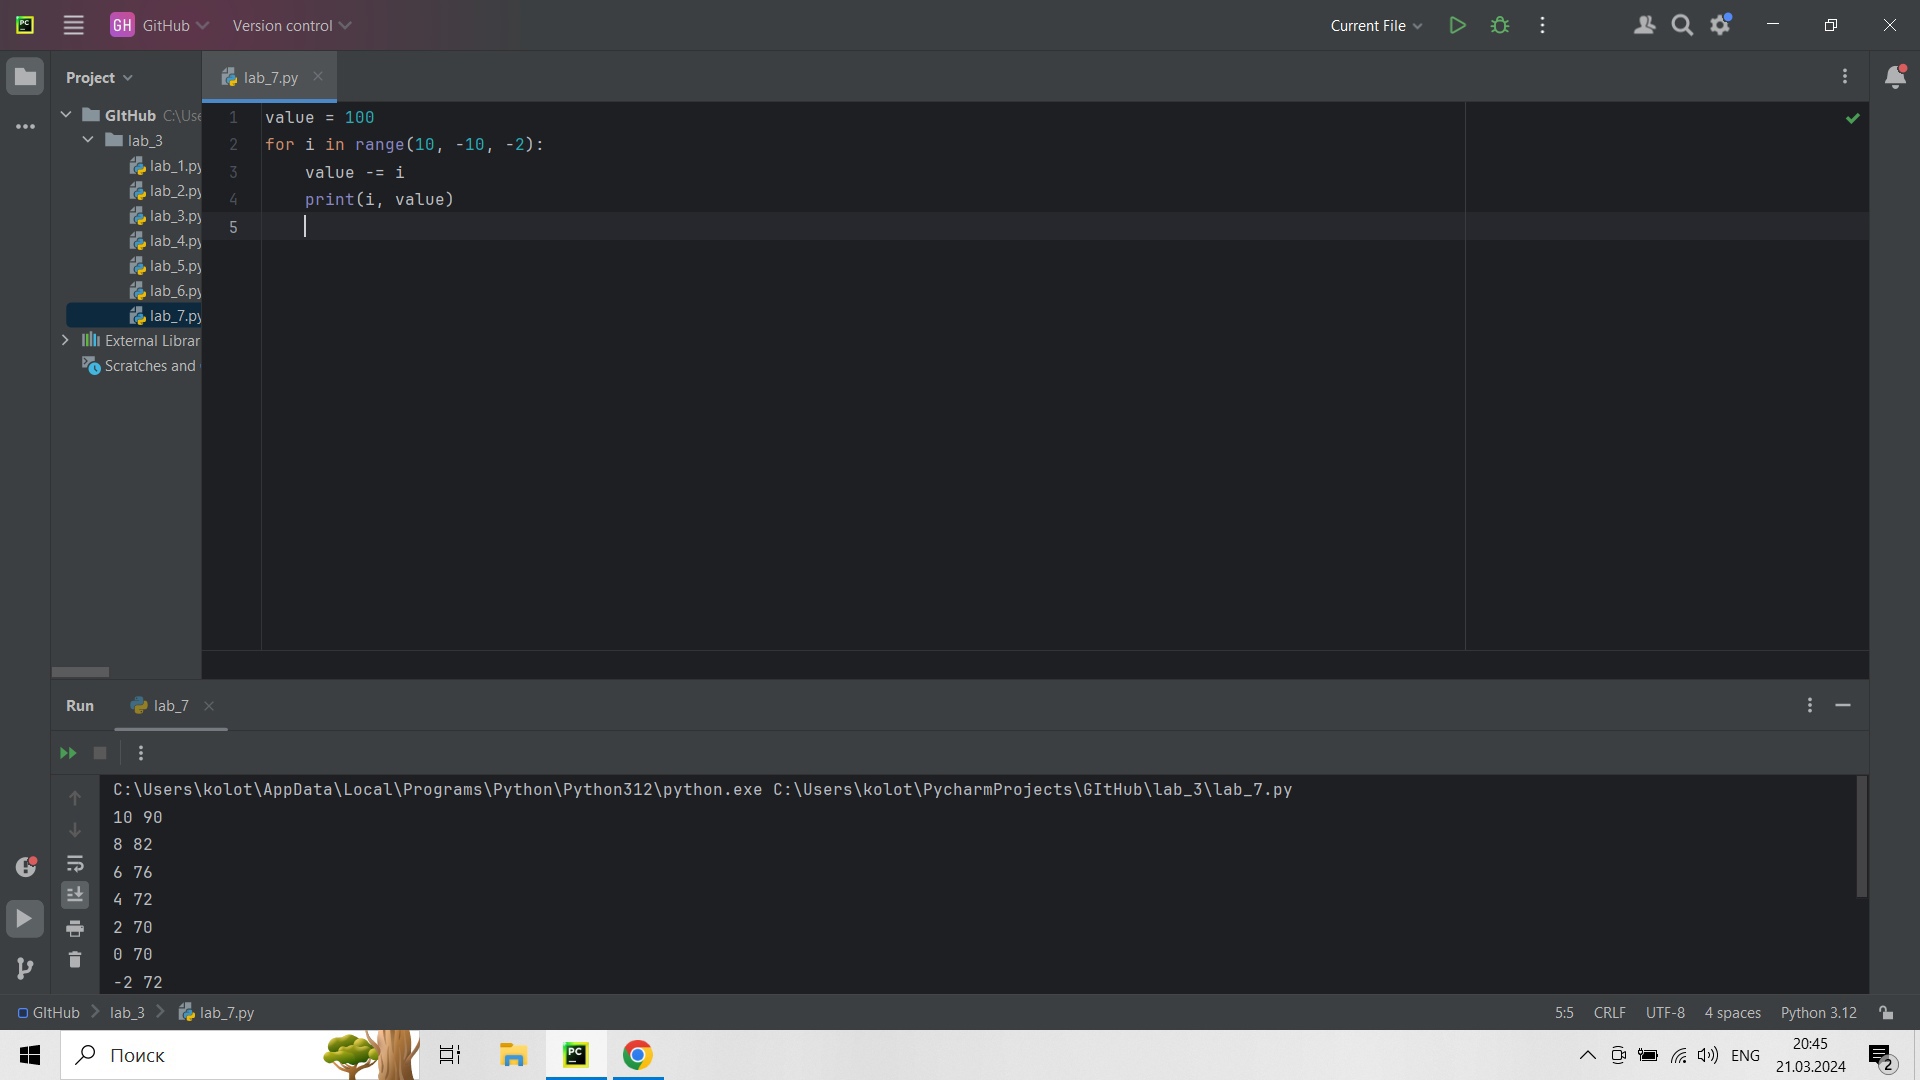 GH GitHub Version control Current File
Project
lab_7.py
GItHub C:\Use
lab_3
lab_1.py
lab_2.py
lab_3.py
lab_4.py
lab_5.py
lab_6.py
lab_7.py
External Librar
Scratches and
1 value = 100
2 for i in range(10, -10, -2):
3 value -= i
4 print(i, value)
5
Run lab_7
C:\Users\kolot\AppData\Local\Programs\Python\Python312\python.exe C:\Users\kolot\PycharmProjects\GItHub\lab_3\lab_7.py
10 90
8 82
6 76
4 72
2 70
0 70
-2 72
GItHub lab_3 lab_7.py 5:5 CRLF UTF-8 4 spaces Python 3.12
Поиск PC ENG 20:45
21.03.2024 2